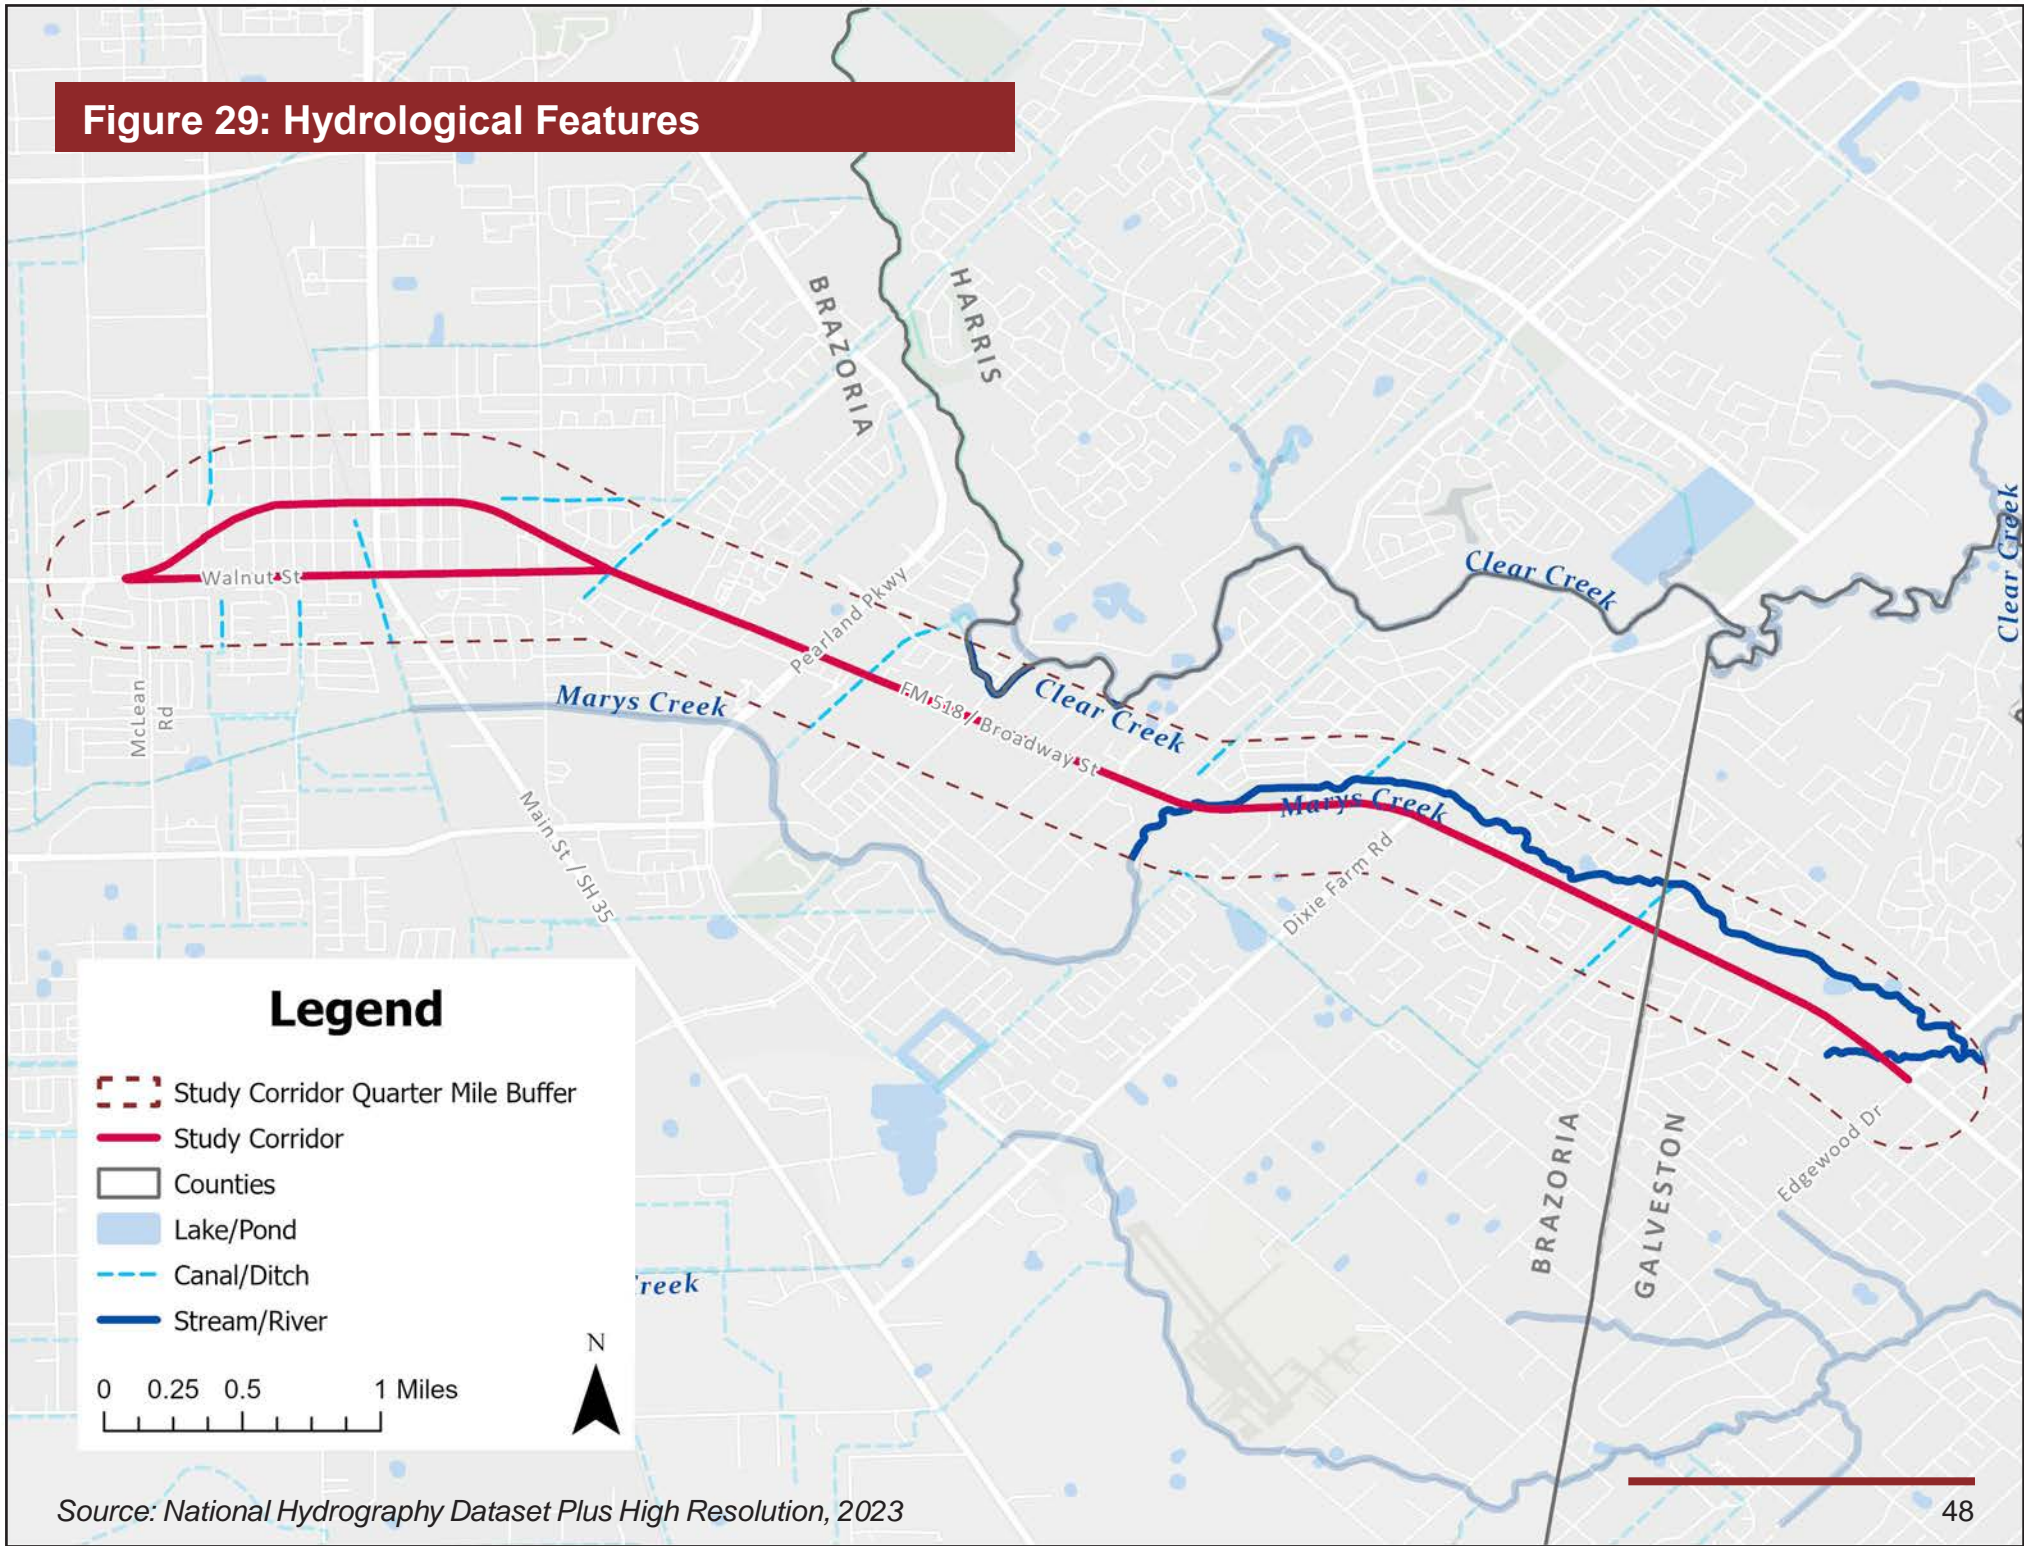 Figure 29: Hydrological Features
BRAZORIA
HARRIS
Clear Creek
Clear Creek
Walnut St
Pearland Pkwy
Marys Creek
McLean
Rd
Clear Creek
FM 518 / Broadway St
Marys Creek
Main St / SH 35
Dixie Farm Rd
Edgewood Dr
BRAZORIA
GALVESTON
reek
Legend
Study Corridor Quarter Mile Buffer
Study Corridor
Counties
Lake/Pond
Canal/Ditch
Stream/River
N
0 0.25 0.5 1 Miles
Source: National Hydrography Dataset Plus High Resolution, 2023
48